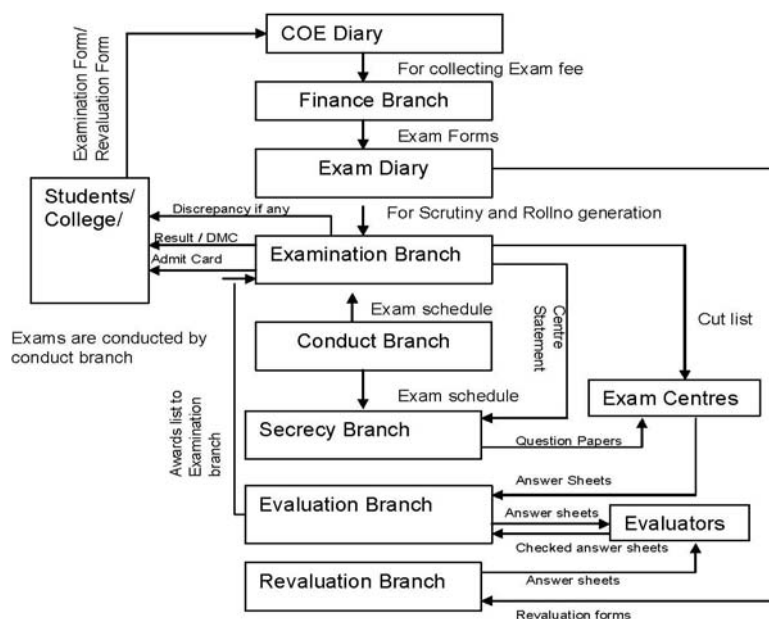 COE Diary
For collecting Exam fee
Finance Branch
Exam Forms
Exam Diary
Examination Form/
Revaluation Form
Students/
College/
Discrepancy if any
For Scrutiny and Rollno generation
Result / DMC
Examination Branch
Admit Card
Exam schedule
Centre
Statement
Cut list
Exams are conducted by
conduct branch
Conduct Branch
Exam schedule
Exam Centres
Awards list to
Examination
branch
Secrecy Branch
Question Papers
Answer Sheets
Evaluation Branch
Answer sheets
Evaluators
Checked answer sheets
Revaluation Branch
Answer sheets
Revaluation forms